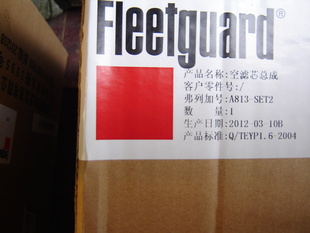 Fleetguard®
产品名称:空滤芯总成
客户零件号:/
弗列加号:A813-SET2
数　　量:1
生产日期:2012-03-10B
产品标准:Q/TEYP1.6-2004